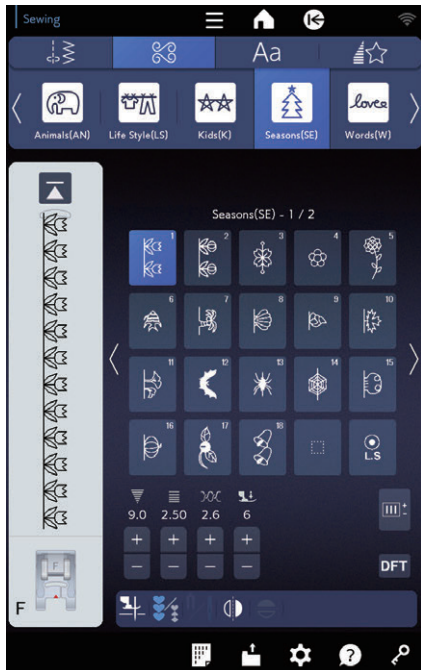 Sewing
Aa
Animals(AN) Life Style(LS) Kids(K) Seasons(SE) love Words(W)
Seasons(SE) - 1 / 2
1 2 3 4 5
6 7 8 9 10
11 12 13 14 15
16 17 18 L.S
9.0 2.50 2.6 6
+ + + +
− − − −
DFT
F
F
?